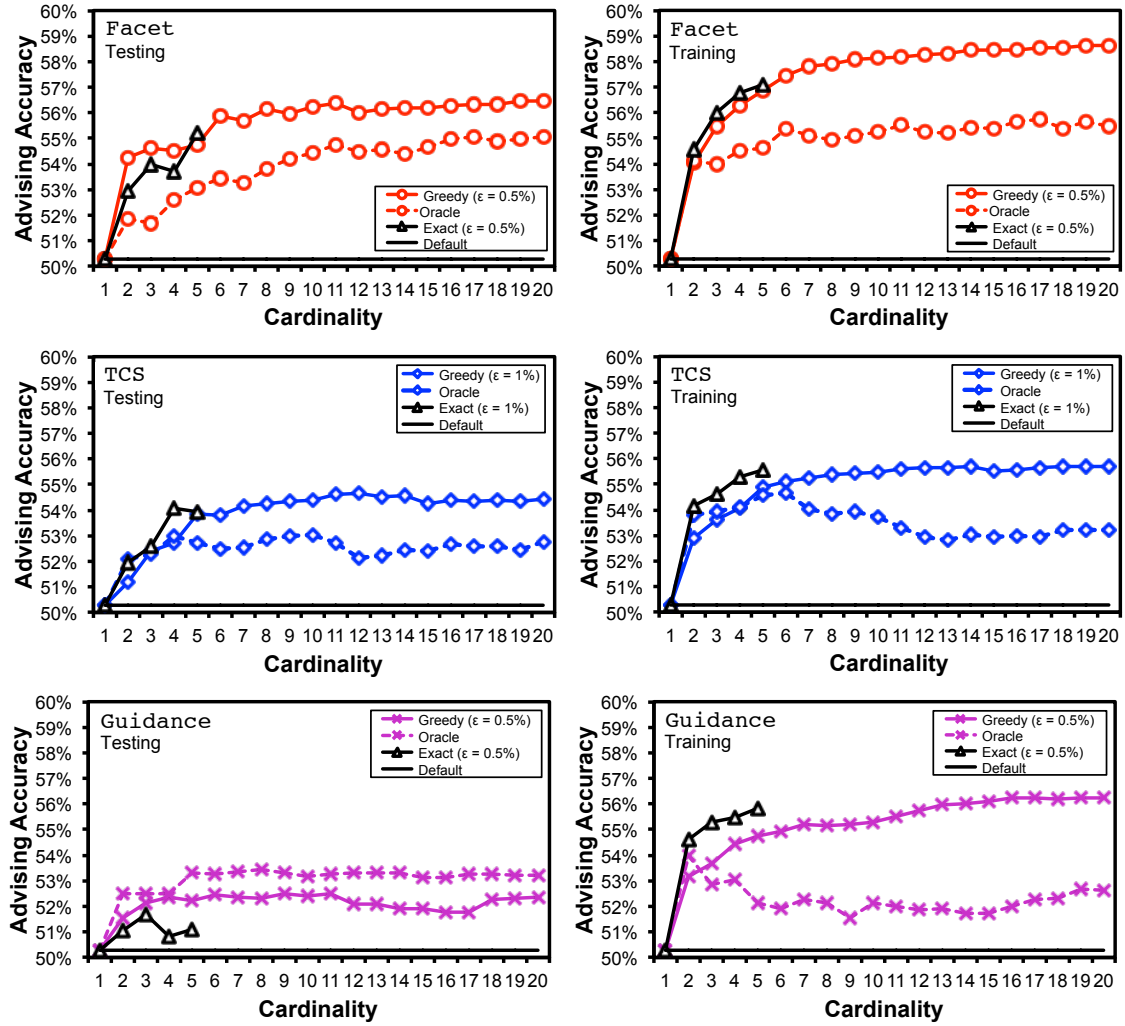 Facet
Testing
Advising Accuracy
60%
59%
58%
57%
56%
55%
54%
53%
52%
51%
50%
Greedy (ε = 0.5%)
Oracle
Exact (ε = 0.5%)
Default
1 2 3 4 5 6 7 8 9 10 11 12 13 14 15 16 17 18 19 20
Cardinality
Facet
Training
Advising Accuracy
60%
59%
58%
57%
56%
55%
54%
53%
52%
51%
50%
Greedy (ε = 0.5%)
Oracle
Exact (ε = 0.5%)
Default
1 2 3 4 5 6 7 8 9 10 11 12 13 14 15 16 17 18 19 20
Cardinality
TCS
Testing
Advising Accuracy
60%
59%
58%
57%
56%
55%
54%
53%
52%
51%
50%
Greedy (ε = 1%)
Oracle
Exact (ε = 1%)
Default
1 2 3 4 5 6 7 8 9 10 11 12 13 14 15 16 17 18 19 20
Cardinality
TCS
Training
Advising Accuracy
60%
59%
58%
57%
56%
55%
54%
53%
52%
51%
50%
Greedy (ε = 1%)
Oracle
Exact (ε = 1%)
Default
1 2 3 4 5 6 7 8 9 10 11 12 13 14 15 16 17 18 19 20
Cardinality
Guidance
Testing
Advising Accuracy
60%
59%
58%
57%
56%
55%
54%
53%
52%
51%
50%
Greedy (ε = 0.5%)
Oracle
Exact (ε = 0.5%)
Default
1 2 3 4 5 6 7 8 9 10 11 12 13 14 15 16 17 18 19 20
Cardinality
Guidance
Training
Advising Accuracy
60%
59%
58%
57%
56%
55%
54%
53%
52%
51%
50%
Greedy (ε = 0.5%)
Oracle
Exact (ε = 0.5%)
Default
1 2 3 4 5 6 7 8 9 10 11 12 13 14 15 16 17 18 19 20
Cardinality